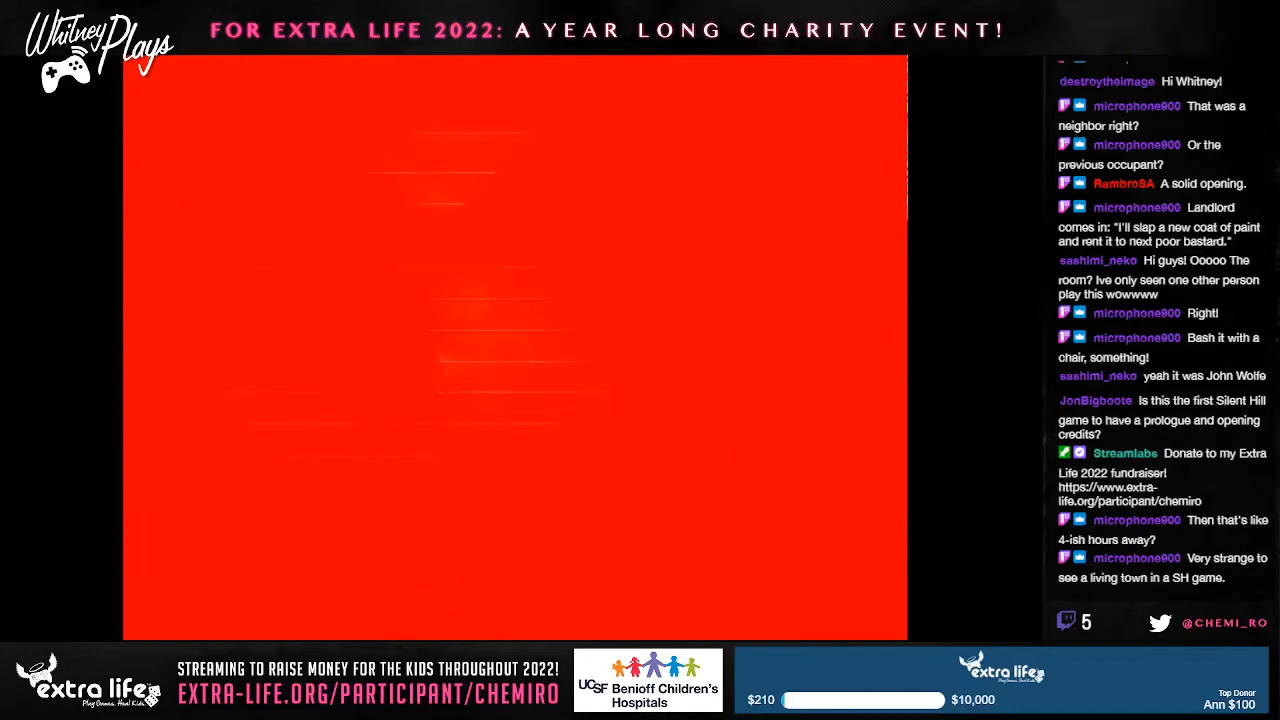 Whitney Plays
FOR EXTRA LIFE 2022: A YEAR LONG CHARITY EVENT!
destroytheimage Hi Whitney!
microphone900 That was a
neighbor right?
microphone900 Or the
previous occupant?
RambroSA A solid opening.
microphone900 Landlord
comes in: "I'll slap a new coat of paint
and rent it to next poor bastard."
sashimi_neko Hi guys! Ooooo The
room? Ive only seen one other person
play this wowwww
microphone900 Right!
microphone900 Bash it with a
chair, something!
sashimi_neko yeah it was John Wolfe
JonBigboote Is this the first Silent Hill
game to have a prologue and opening
credits?
Streamlabs Donate to my Extra
Life 2022 fundraiser!
https://www.extra-
life.org/participant/chemiro
microphone900 Then that's like
4-ish hours away?
microphone900 Very strange to
see a living town in a SH game.
5 @CHEMI_RO
extra life
Play Games. Heal Kids.
STREAMING TO RAISE MONEY FOR THE KIDS THROUGHOUT 2022!
EXTRA-LIFE.ORG/PARTICIPANT/CHEMIRO
UCSF Benioff Children's
Hospitals
extra life
Play Games. Heal Kids.
$210 $10,000
Top Donor
Ann $100